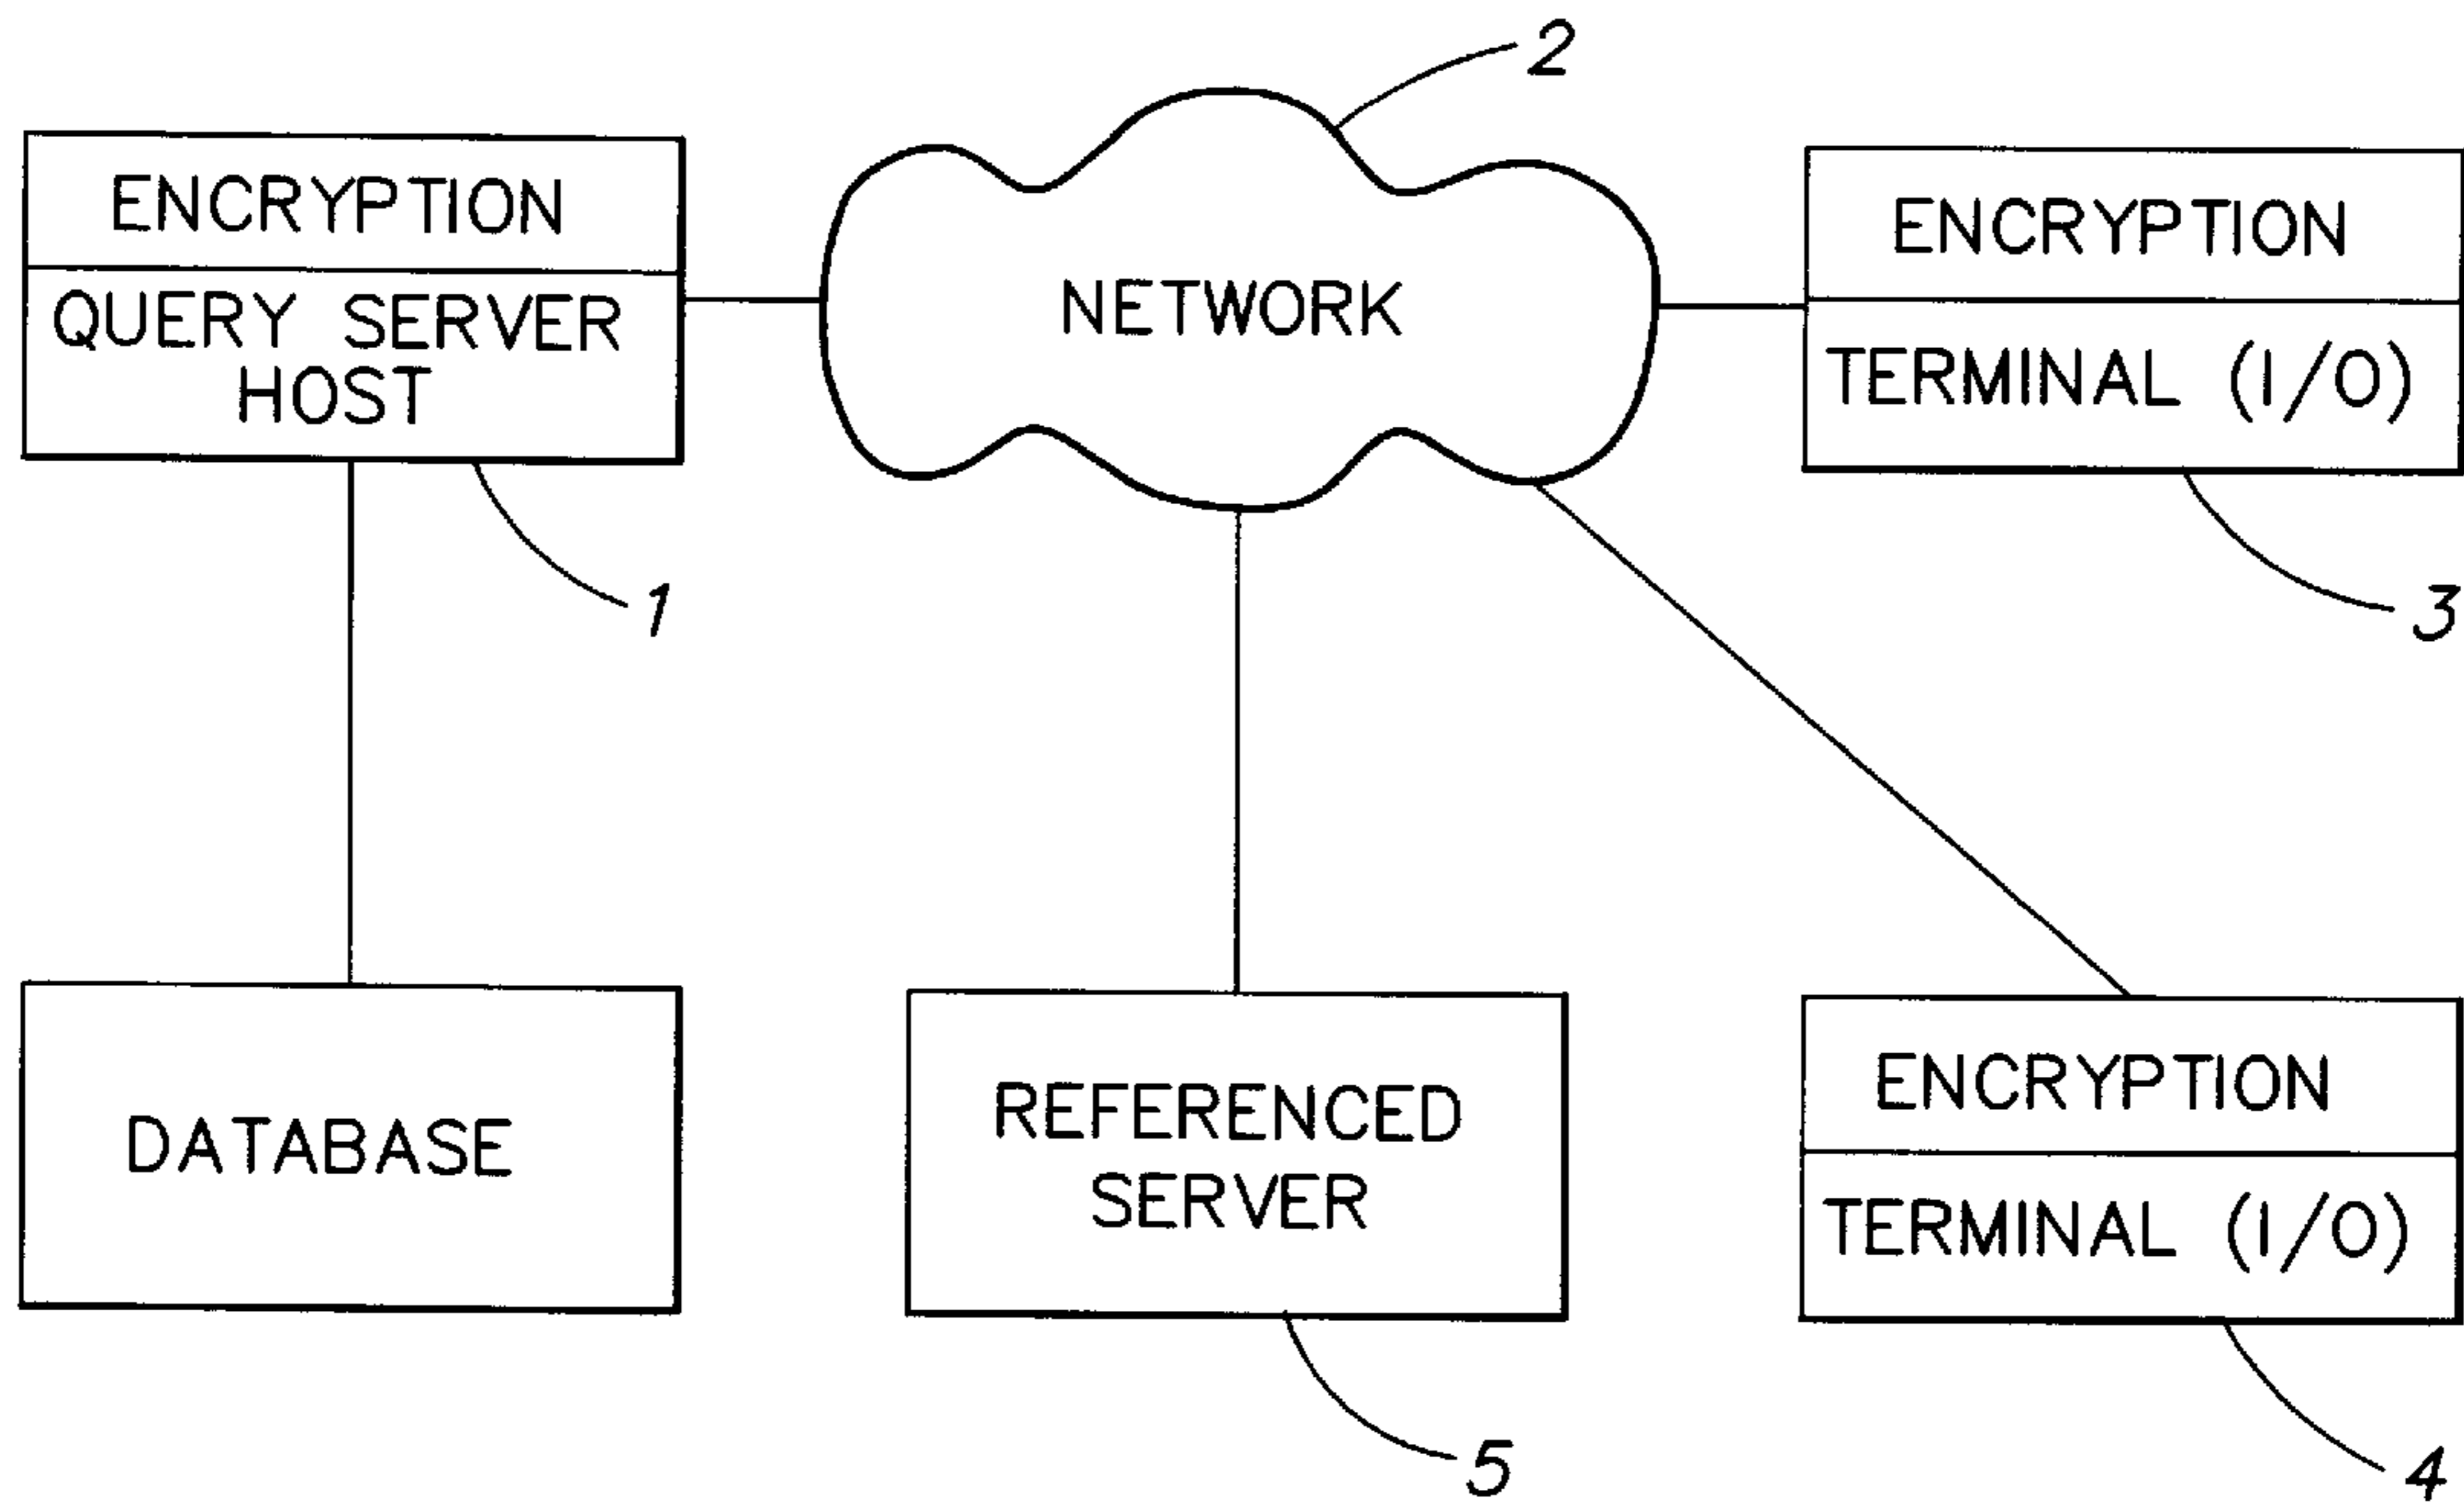 2
ENCRYPTION
QUERY SERVER
HOST
1
NETWORK
ENCRYPTION
TERMINAL (I/O)
3
DATABASE
REFERENCED
SERVER
5
ENCRYPTION
TERMINAL (I/O)
4